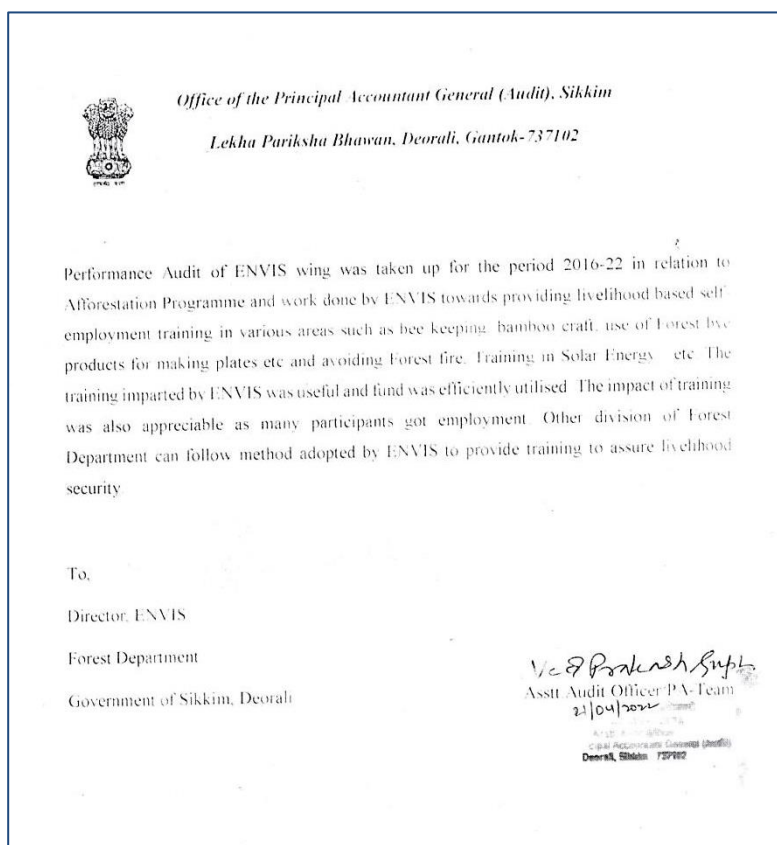 Office of the Principal Accountant General (Audit), Sikkim
Lekha Pariksha Bhawan, Deorali, Gantok-737102
Performance Audit of ENVIS wing was taken up for the period 2016-22 in relation to
Afforestation Programme and work done by ENVIS towards providing livelihood based self
employment training in various areas such as bee keeping, bamboo craft, use of Forest bye
products for making plates etc and avoiding Forest fire. Training in Solar Energy etc. The
training imparted by ENVIS was useful and fund was efficiently utilised. The impact of training
was also appreciable as many participants got employment. Other division of Forest
Department can follow method adopted by ENVIS to provide training to assure livelihood
security
To,
Director, ENVIS
Forest Department
Government of Sikkim, Deorali
Prakash Gupta
Asstt Audit Officer PA-Team
21/04/2022
cipal Accountant General (Audit)
Deorali, Sikkim 737102